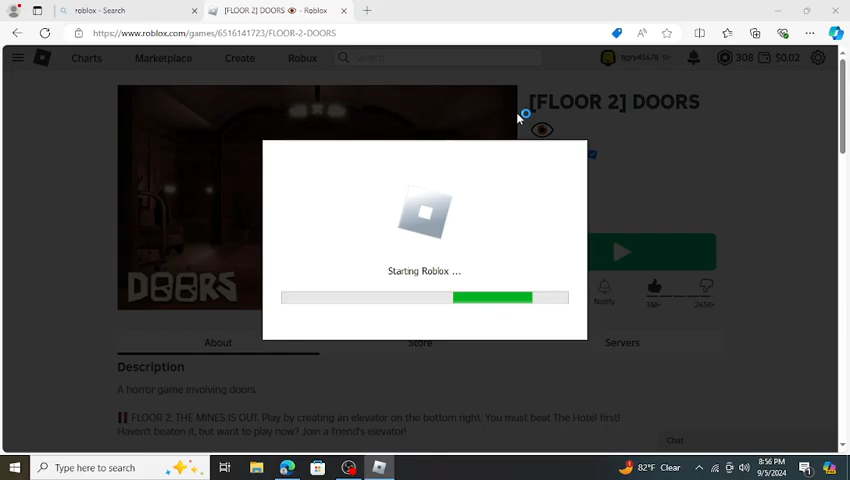 roblox - Search
[FLOOR 2] DOORS 👁 - Roblox
https://www.roblox.com/games/6516141723/FLOOR-2-DOORS
Charts
Marketplace
Create
Robux
Search
308
$0.02
[FLOOR 2] DOORS
👁
DOORS
Starting Roblox ...
Notify
3M+
265K+
About
Store
Servers
Description
A horror game involving doors.
‼️ FLOOR 2: THE MINES IS OUT. Play by creating an elevator on the bottom right. You must beat The Hotel first!
Haven't beaten it, but want to play now? Join a friend's elevator!
Chat
Type here to search
82°F Clear
8:56 PM
9/5/2024